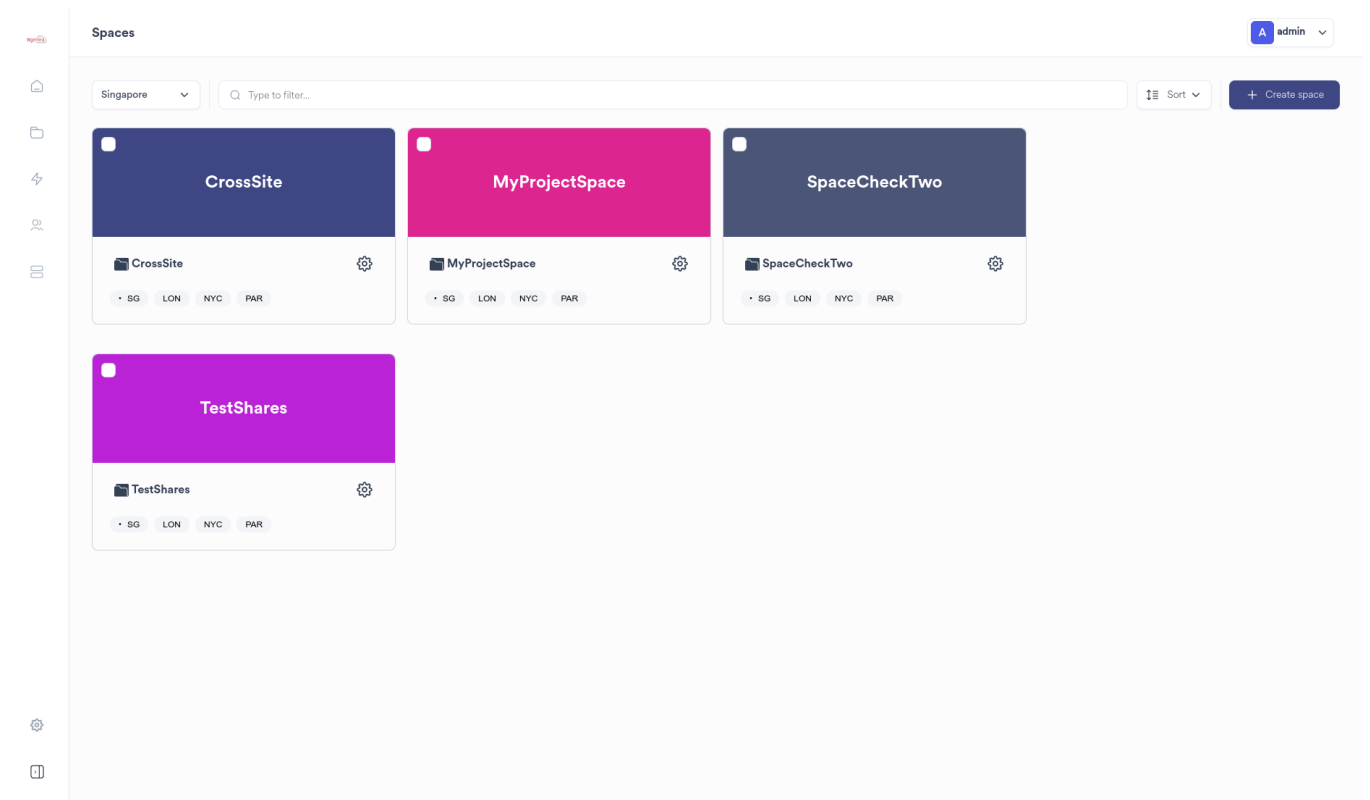 Spaces
A admin
Singapore
Type to filter...
Sort
+ Create space
CrossSite
MyProjectSpace
SpaceCheckTwo
CrossSite
MyProjectSpace
SpaceCheckTwo
• SG LON NYC PAR
• SG LON NYC PAR
• SG LON NYC PAR
TestShares
TestShares
• SG LON NYC PAR